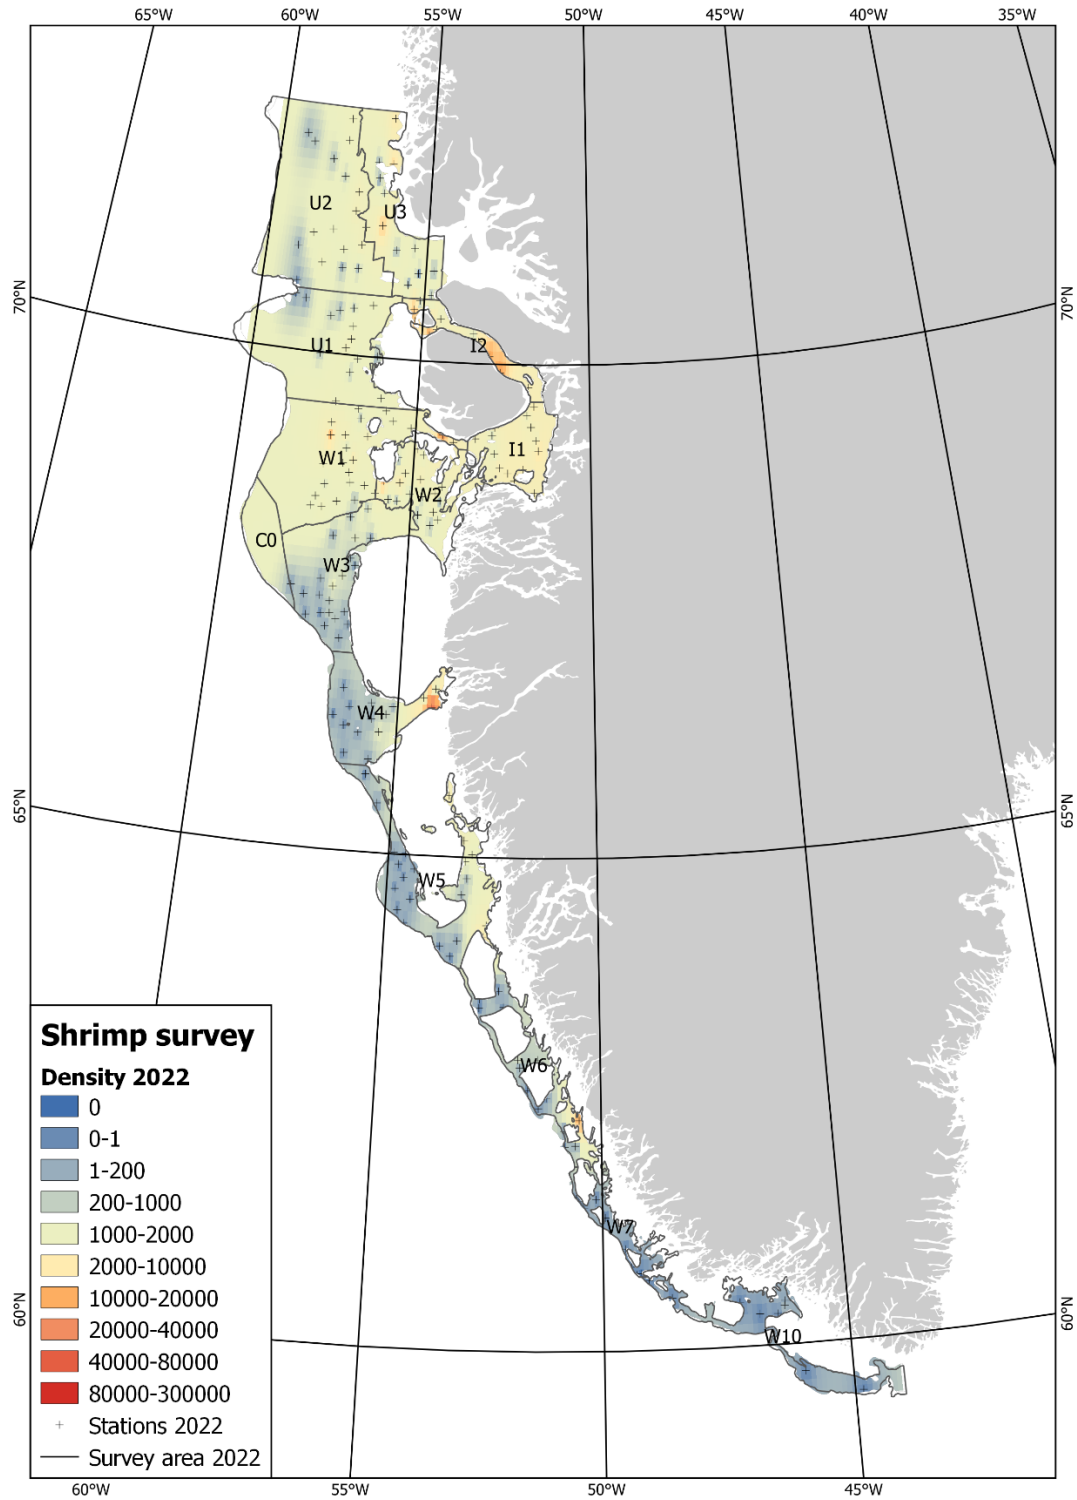 65°W 60°W 55°W 50°W 45°W 40°W 35°W
U2
U3
70°N 70°N
U1
I2
W1
I1
W2
C0
W3
W4
65°N 65°N
W5
W6
W7
60°N 60°N
W10
Shrimp survey
Density 2022
0
0-1
1-200
200-1000
1000-2000
2000-10000
10000-20000
20000-40000
40000-80000
80000-300000
Stations 2022
Survey area 2022
60°W 55°W 50°W 45°W